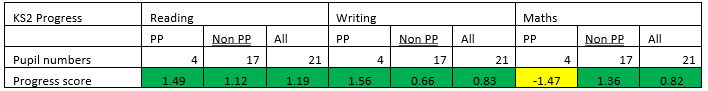 KS2 Progress Reading Writing Maths
PP Non PP All PP Non PP All PP Non PP All
Pupil numbers 4 17 21 4 17 21 4 17 21
Progress score 1.49 1.12 1.19 1.56 0.66 0.83 -1.47 1.36 0.82